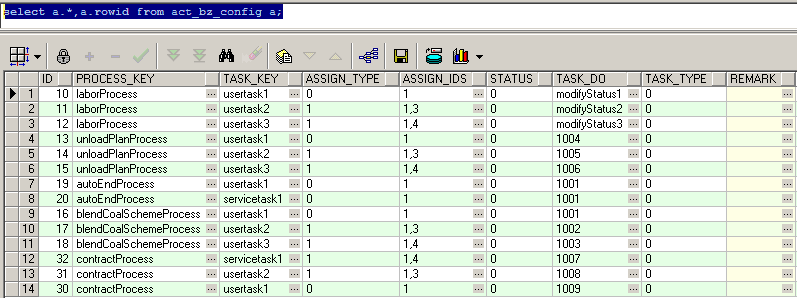 select a.*,a.rowid from act_bz_config a;
ID PROCESS_KEY TASK_KEY ASSIGN_TYPE ASSIGN_IDS STATUS TASK_DO TASK_TYPE REMARK
1 10 laborProcess ... usertask1 ... 0 ... 1 ... 0 ... modifyStatus1 ... 0 ... ...
2 11 laborProcess ... usertask2 ... 1 ... 1,3 ... 0 ... modifyStatus2 ... 0 ... ...
3 12 laborProcess ... usertask3 ... 1 ... 1,4 ... 0 ... modifyStatus3 ... 0 ... ...
4 13 unloadPlanProcess ... usertask1 ... 0 ... 1 ... 0 ... 1004 ... 0 ... ...
5 14 unloadPlanProcess ... usertask2 ... 1 ... 1,3 ... 0 ... 1005 ... 0 ... ...
6 15 unloadPlanProcess ... usertask3 ... 1 ... 1,4 ... 0 ... 1006 ... 0 ... ...
7 19 autoEndProcess ... usertask1 ... 0 ... 1 ... 0 ... 1001 ... 0 ... ...
8 20 autoEndProcess ... servicetask1 ... 0 ... 1 ... 0 ... 1001 ... 0 ... ...
9 16 blendCoalSchemeProcess ... usertask1 ... 0 ... 1 ... 0 ... 1001 ... 0 ... ...
10 17 blendCoalSchemeProcess ... usertask2 ... 1 ... 1,3 ... 0 ... 1002 ... 0 ... ...
11 18 blendCoalSchemeProcess ... usertask3 ... 1 ... 1,4 ... 0 ... 1003 ... 0 ... ...
12 32 contractProcess ... servicetask1 ... 1 ... 1,4 ... 0 ... 1007 ... 0 ... ...
13 31 contractProcess ... usertask2 ... 1 ... 1,3 ... 0 ... 1008 ... 0 ... ...
14 30 contractProcess ... usertask1 ... 0 ... 1 ... 0 ... 1009 ... 0 ... ...